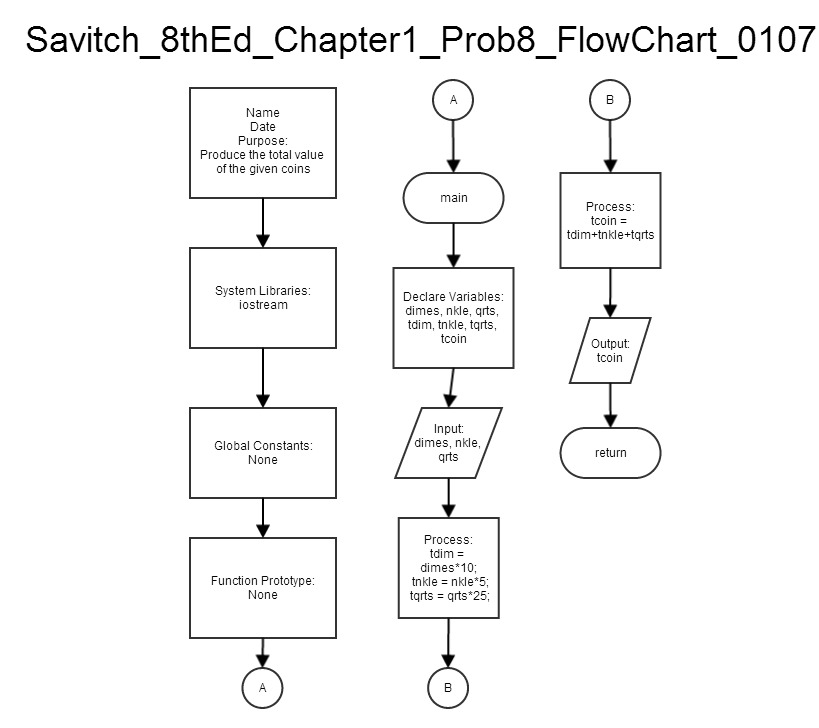 Savitch_8thEd_Chapter1_Prob8_FlowChart_0107
Name
Date
Purpose:
Produce the total value
of the given coins
System Libraries:
iostream
Global Constants:
None
Function Prototype:
None
A
A
main
Declare Variables:
dimes, nkle, qrts,
tdim, tnkle, tqrts,
tcoin
Input:
dimes, nkle,
qrts
Process:
tdim =
dimes*10;
tnkle = nkle*5;
tqrts = qrts*25;
B
B
Process:
tcoin =
tdim+tnkle+tqrts
Output:
tcoin
return